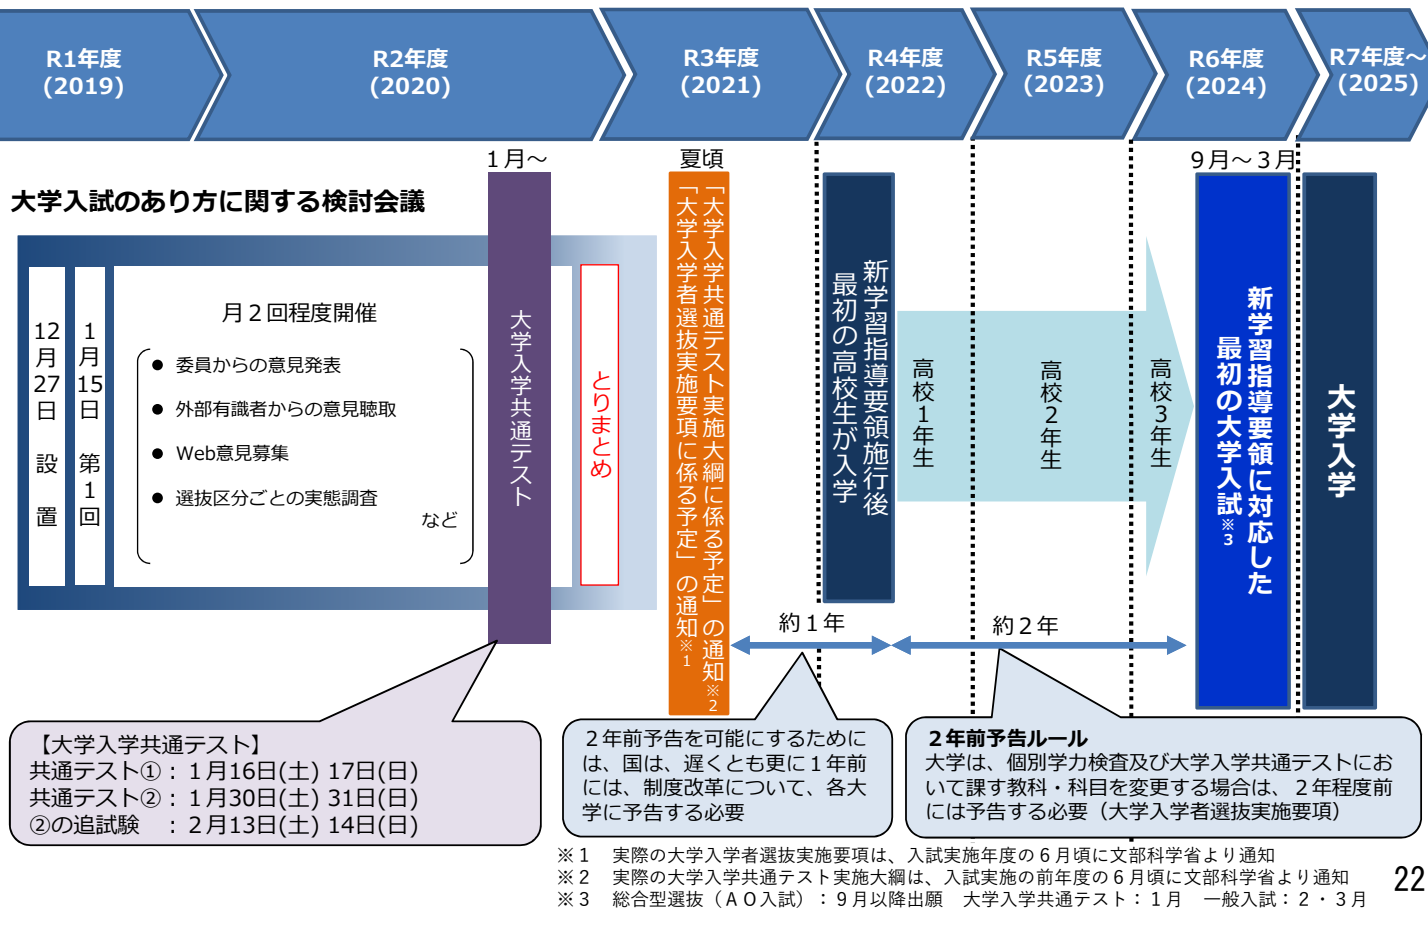 R1年度
(2019)
R2年度
(2020)
R3年度
(2021)
R4年度
(2022)
R5年度
(2023)
R6年度
(2024)
R7年度～
(2025)
1月～
夏頃
9月～3月
大学入試のあり方に関する検討会議
12月27日　設　置
1月15日　第1回
月２回程度開催
● 委員からの意見発表
● 外部有識者からの意見聴取
● Web意見募集
● 選抜区分ごとの実態調査
など
大学入学共通テスト
とりまとめ
「大学入学共通テスト実施大綱に係る予定」の通知※2
「大学入学者選抜実施要項に係る予定」の通知※1
新学習指導要領施行後
最初の高校生が入学
高校1年生
高校2年生
高校3年生
新学習指導要領に対応した
最初の大学入試※3
大学入学
約１年
約２年
【大学入学共通テスト】
共通テスト①：１月16日(土) 17日(日)
共通テスト②：１月30日(土) 31日(日)
②の追試験　：２月13日(土) 14日(日)
２年前予告を可能にするために
は、国は、遅くとも更に１年前
には、制度改革について、各大
学に予告する必要
２年前予告ルール
大学は、個別学力検査及び大学入学共通テストにお
いて課す教科・科目を変更する場合は、２年程度前
には予告する必要（大学入学者選抜実施要項）
※１　実際の大学入学者選抜実施要項は、入試実施年度の６月頃に文部科学省より通知
※２　実際の大学入学共通テスト実施大綱は、入試実施の前年度の６月頃に文部科学省より通知
※３　総合型選抜（ＡＯ入試）：９月以降出願　大学入学共通テスト：１月　一般入試：２・３月
22